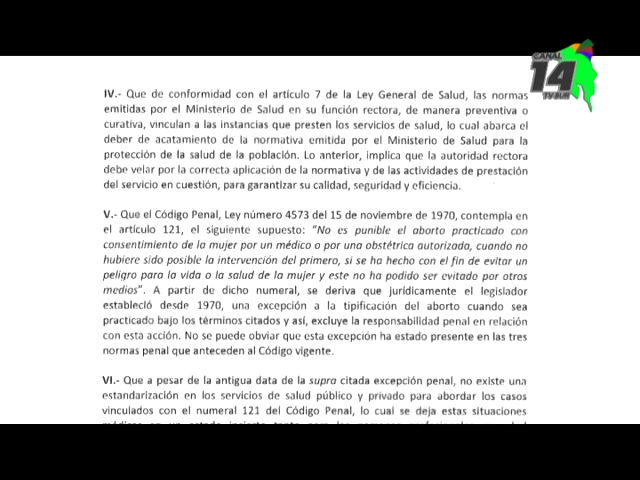 CANAL
14
TV SUR
IV.- Que de conformidad con el artículo 7 de la Ley General de Salud, las normas
emitidas por el Ministerio de Salud en su función rectora, de manera preventiva o
curativa, vinculan a las instancias que presten los servicios de salud, lo cual abarca el
deber de acatamiento de la normativa emitida por el Ministerio de Salud para la
protección de la salud de la población. Lo anterior, implica que la autoridad rectora
debe velar por la correcta aplicación de la normativa y de las actividades de prestación
del servicio en cuestión, para garantizar su calidad, seguridad y eficiencia.
V.- Que el Código Penal, Ley número 4573 del 15 de noviembre de 1970, contempla en
el artículo 121, el siguiente supuesto: "No es punible el aborto practicado con
consentimiento de la mujer por un médico o por una obstétrica autorizada, cuando no
hubiere sido posible la intervención del primero, si se ha hecho con el fin de evitar un
peligro para la vida o la salud de la mujer y este no ha podido ser evitado por otros
medios". A partir de dicho numeral, se deriva que jurídicamente el legislador
estableció desde 1970, una excepción a la tipificación del aborto cuando sea
practicado bajo los términos citados y así, excluye la responsabilidad penal en relación
con esta acción. No se puede obviar que esta excepción ha estado presente en las tres
normas penal que anteceden al Código vigente.
VI.- Que a pesar de la antigua data de la supra citada excepción penal, no existe una
estandarización en los servicios de salud público y privado para abordar los casos
vinculados con el numeral 121 del Código Penal, lo cual se deja estas situaciones